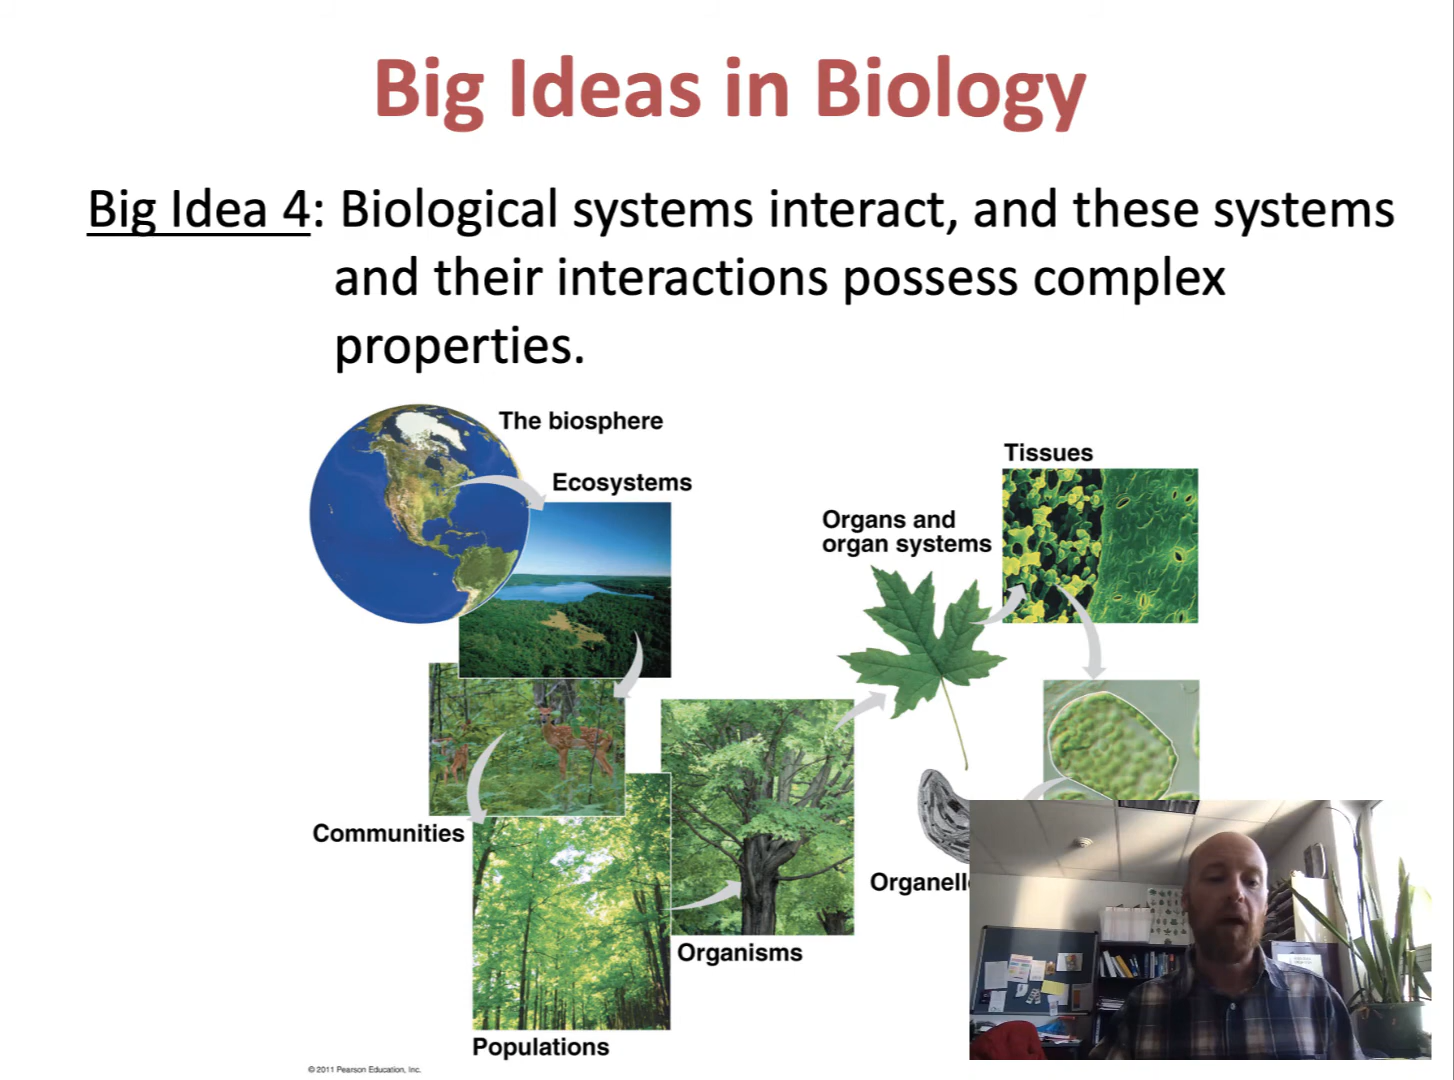 Big Ideas in Biology
Big Idea 4: Biological systems interact, and these systems
and their interactions possess complex
properties.
The biosphere
Ecosystems
Tissues
Organs and
organ systems
Communities
Organisms
Populations
© 2011 Pearson Education, Inc.